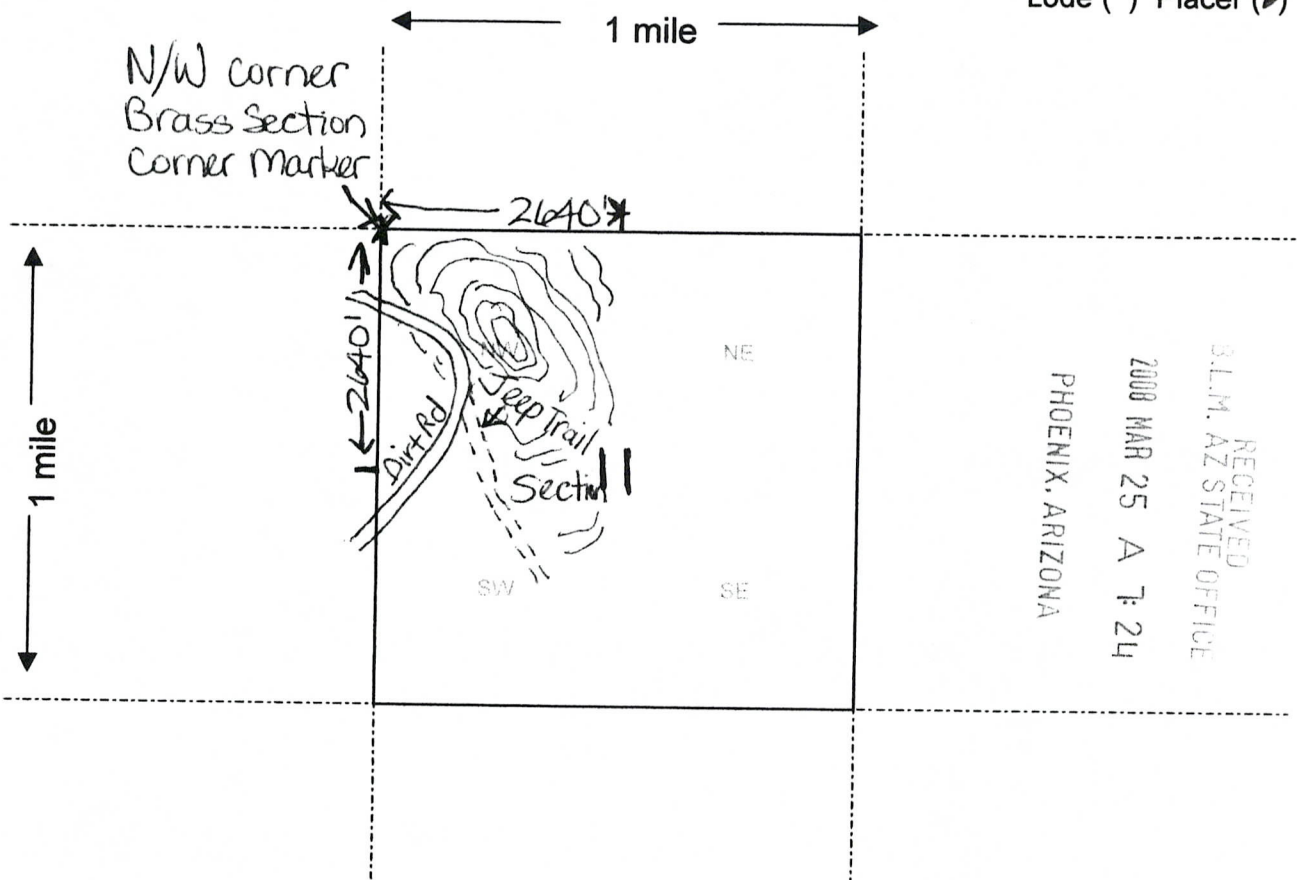 Lode ( ) Placer (✓)
1 mile
N/W corner
Brass Section
Corner Marker
2640'
1 mile
2640'
NW
NE
Dirt Rd
Jeep Trail
Section 11
SW
SE
RECEIVED
B.L.M. AZ STATE OFFICE
2008 MAR 25 A 7:24
PHOENIX, ARIZONA